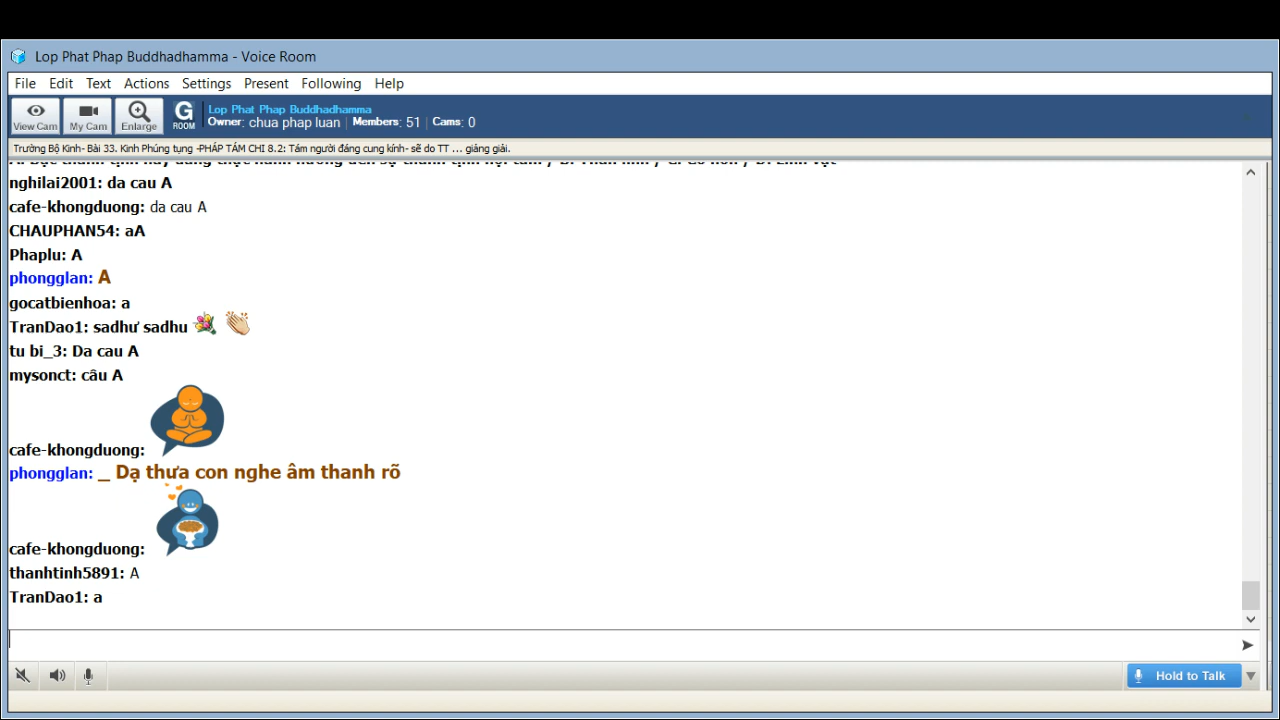 Lop Phat Phap Buddhadhamma - Voice Room
File Edit Text Actions Settings Present Following Help
View Cam My Cam Enlarge G ROOM Lop Phat Phap Buddhadhamma
Owner: chua phap luan | Members: 51 | Cams: 0
Trường Bộ Kinh- Bài 33. Kinh Phúng tụng -PHÁP TÁM CHI 8.2: Tám người đáng cung kính- sẽ do TT ... giảng giải.
nghilai2001: da cau A
cafe-khongduong: da cau A
CHAUPHAN54: aA
Phaplu: A
phongglan: A
gocatbienhoa: a
TranDao1: sadhư sadhu
tu bi_3: Da cau A
mysonct: câu A
cafe-khongduong:
phongglan: _ Dạ thưa con nghe âm thanh rõ
cafe-khongduong:
thanhtinh5891: A
TranDao1: a
Hold to Talk